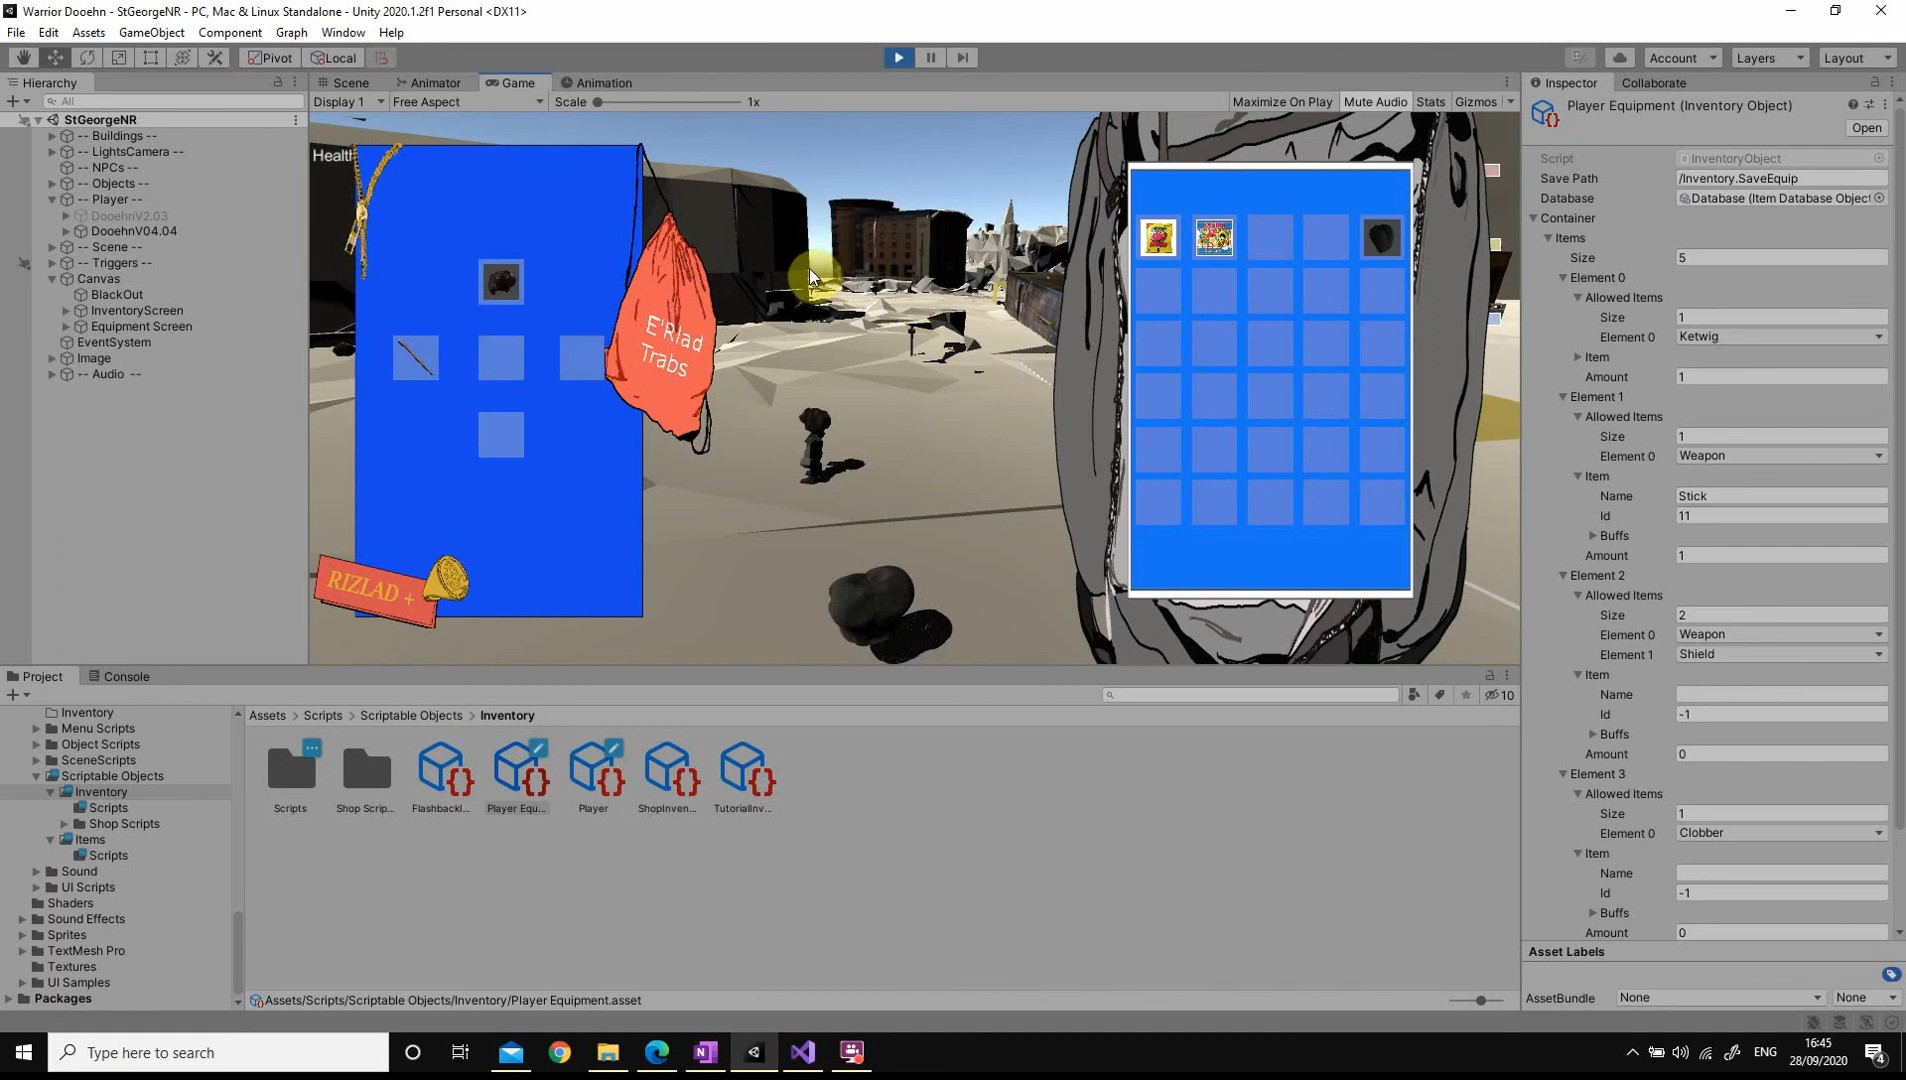 Warrior Dooehn - StGeorgeNR - PC, Mac & Linux Standalone - Unity 2020.1.2f1 Personal <DX11>
File Edit Assets GameObject Component Graph Window Help
Pivot Local Account Layers Layout
Hierarchy
All
StGeorgeNR
-- Buildings --
-- LightsCamera --
-- NPCs --
-- Objects --
-- Player --
DooehnV2.03
DooehnV04.04
-- Scene --
-- Triggers --
Canvas
BlackOut
InventoryScreen
Equipment Screen
EventSystem
Image
-- Audio --
Scene Animator Game Animation
Display 1 Free Aspect Scale 1x Maximize On Play Mute Audio Stats Gizmos
Health
E'Rlad
Trabs
RIZLAD +
Inspector Collaborate
Player Equipment (Inventory Object)
Open
Script InventoryObject
Save Path /Inventory.SaveEquip
Database Database (Item Database Object
Container
Items
Size 5
Element 0
Allowed Items
Size 1
Element 0 Ketwig
Item
Amount 1
Element 1
Allowed Items
Size 1
Element 0 Weapon
Item
Name Stick
Id 11
Buffs
Amount 1
Element 2
Allowed Items
Size 2
Element 0 Weapon
Element 1 Shield
Item
Name
Id -1
Buffs
Amount 0
Element 3
Allowed Items
Size 1
Element 0 Clobber
Item
Name
Id -1
Buffs
Amount 0
Asset Labels
AssetBundle None None
Project Console
10
Inventory
Menu Scripts
Object Scripts
SceneScripts
Scriptable Objects
Inventory
Scripts
Shop Scripts
Items
Scripts
Sound
UI Scripts
Shaders
Sound Effects
Sprites
TextMesh Pro
Textures
UI Samples
Packages
Assets > Scripts > Scriptable Objects > Inventory
Scripts Shop Scrip... FlashbackI... Player Equ... Player ShopInven... TutorialInv...
Assets/Scripts/Scriptable Objects/Inventory/Player Equipment.asset
Type here to search
ENG
16:45
28/09/2020
4